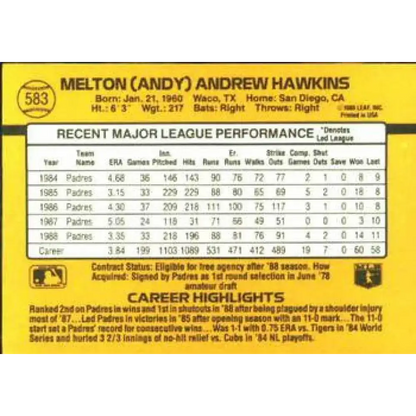 583
MELTON (ANDY) ANDREW HAWKINS
Born: Jan. 21, 1960 Waco, TX Home: San Diego, CA
Ht.: 6'3" Wgt.: 217 Bats: Right Throws: Right
©1989 LEAF, INC.
Printed in USA
RECENT MAJOR LEAGUE PERFORMANCE *Denotes Led League
Year Team Name ERA Games Inn. Pitched Hits Runs Er. Runs Walks Strike Outs Comp. Games Shut Outs Save Won Lost
1984 Padres 4.68 36 146 143 90 76 72 77 2 1 0 8 9
1985 Padres 3.15 33 229 229 88 80 65 69 5 2 0 18 8
1986 Padres 4.30 37 209 218 111 100 75 117 3 1 0 10 8
1987 Padres 5.05 24 118 131 71 66 49 51 0 0 0 3 10
1988 Padres 3.35 33 218 196 88 81 76 91 4 2 0 14 11
Career 3.84 199 1103 1089 531 471 412 489 18 7 0 60 58
Contract Status: Eligible for free agency after '88 season. How
Acquired: Signed by Padres as 1st round selection in June '78
amateur draft
CAREER HIGHLIGHTS
Ranked 2nd on Padres in wins and 1st in shutouts in '88 after being plagued by a shoulder injury
most of '87... Led Padres in victories in '85 after opening season with an 11-0 mark... The 11-0
start set a Padres' record for consecutive wins... Was 1-1 with 0.75 ERA vs. Tigers in '84 World
Series and hurled 3 2/3 innings of no-hit relief vs. Cubs in '84 NL playoffs.